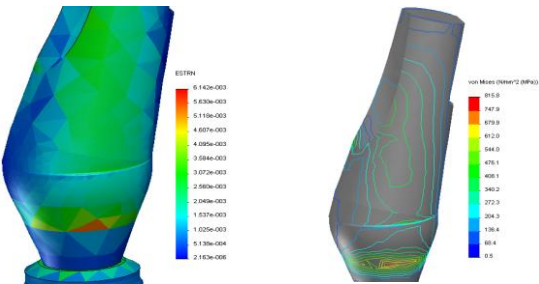 ESTRN
6.142e-003
5.630e-003
5.118e-003
4.607e-003
4.095e-003
3.584e-003
3.072e-003
2.560e-003
2.049e-003
1.537e-003
1.025e-003
5.138e-004
2.163e-006
von Mises (N/mm^2 (MPa))
815.8
747.9
679.9
612.0
544.0
476.1
408.1
340.2
272.3
204.3
136.4
68.4
0.5